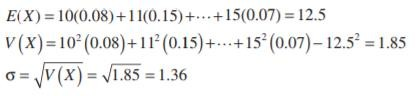 E(X)=10(0.08)+11(0.15)+⋯+15(0.07)=12.5
V(X)=10²(0.08)+11²(0.15)+⋯+15²(0.07)−12.5²=1.85
σ=√V(X)=√1.85=1.36